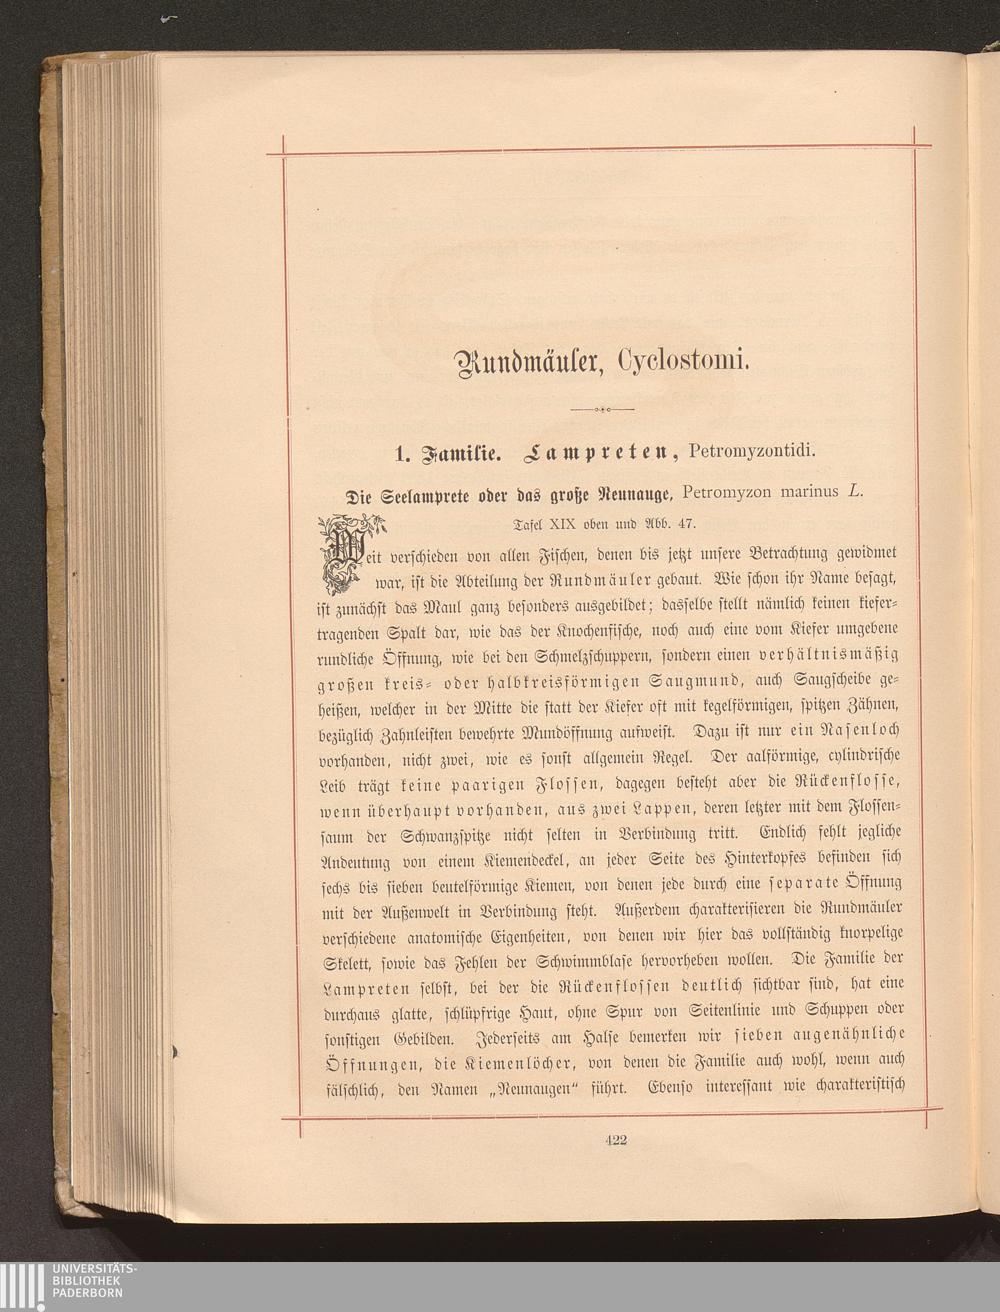 Rundmäuler, Cyclostomi.
1. Familie. Lampreten, Petromyzontidi.
Die Seelamprete oder das große Neunauge, Petromyzon marinus L.
Tafel XIX oben und Abb. 47.
Weit verschieden von allen Fischen, denen bis jetzt unsere Betrachtung gewidmet
war, ist die Abteilung der Rundmäuler gebaut. Wie schon ihr Name besagt,
ist zunächst das Maul ganz besonders ausgebildet; dasselbe stellt nämlich keinen kiefer-
tragenden Spalt dar, wie das der Knochenfische, noch auch eine vom Kiefer umgebene
rundliche Öffnung, wie bei den Schmelzschuppern, sondern einen verhältnismäßig
großen kreis- oder halbkreisförmigen Saugmund, auch Saugscheibe ge-
heißen, welcher in der Mitte die statt der Kiefer oft mit kegelförmigen, spitzen Zähnen,
bezüglich Zahnleisten bewehrte Mundöffnung aufweist. Dazu ist nur ein Nasenloch
vorhanden, nicht zwei, wie es sonst allgemein Regel. Der aalförmige, cylindrische
Leib trägt keine paarigen Flossen, dagegen besteht aber die Rückenflosse,
wenn überhaupt vorhanden, aus zwei Lappen, deren letzter mit dem Flossen-
saum der Schwanzspitze nicht selten in Verbindung tritt. Endlich fehlt jegliche
Andeutung von einem Kiemendeckel, an jeder Seite des Hinterkopfes befinden sich
sechs bis sieben beutelförmige Kiemen, von denen jede durch eine separate Öffnung
mit der Außenwelt in Verbindung steht. Außerdem charakterisieren die Rundmäuler
verschiedene anatomische Eigenheiten, von denen wir hier das vollständig knorpelige
Skelett, sowie das Fehlen der Schwimmblase hervorheben wollen. Die Familie der
Lampreten selbst, bei der die Rückenflossen deutlich sichtbar sind, hat eine
durchaus glatte, schlüpfrige Haut, ohne Spur von Seitenlinie und Schuppen oder
sonstigen Gebilden. Jederseits am Halse bemerken wir sieben augenähnliche
Öffnungen, die Kiemenlöcher, von denen die Familie auch wohl, wenn auch
fälschlich, den Namen „Neunaugen“ führt. Ebenso interessant wie charakteristisch
422
UNIVERSITÄTS-
BIBLIOTHEK
PADERBORN